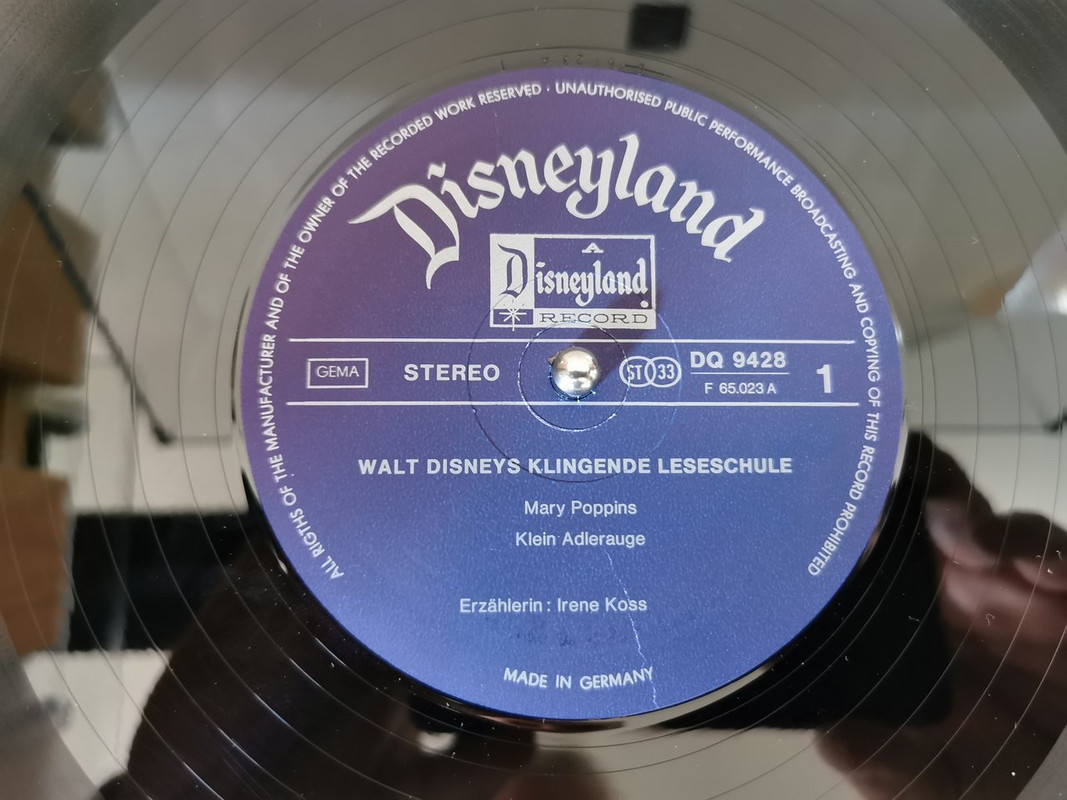 ALL RIGTHS OF THE MANUFACTURER AND OF THE OWNER OF THE RECORDED WORK RESERVED · UNAUTHORISED PUBLIC PERFORMANCE BROADCASTING AND COPYING OF THIS RECORD PROHIBITED
Disneyland
A
Disneyland
RECORD
GEMA STEREO ST 33 DQ 9428 1
F 65.023 A
WALT DISNEYS KLINGENDE LESESCHULE
Mary Poppins
Klein Adlerauge
Erzählerin: Irene Koss
MADE IN GERMANY